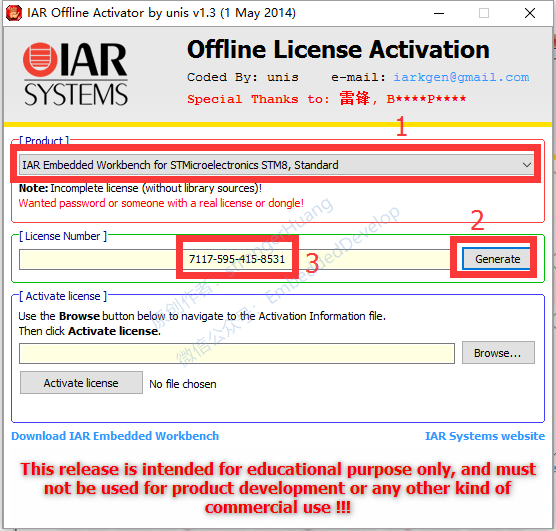 IAR Offline Activator by unis v1.3 (1 May 2014)
IAR
SYSTEMS
Offline License Activation
Coded By: unis e-mail: iarkgen@gmail.com
Special Thanks to: 雷锋, B****P****
1
[ Product ]
IAR Embedded Workbench for STMicroelectronics STM8, Standard
Note: Incomplete license (without library sources)!
Wanted password or someone with a real license or dongle!
2
[ License Number ]
7117-595-415-8531
3
Generate
[ Activate license ]
Use the Browse button below to navigate to the Activation Information file.
Then click Activate license.
Browse...
Activate license
No file chosen
Download IAR Embedded Workbench
IAR Systems website
This release is intended for educational purpose only, and must
not be used for product development or any other kind of
commercial use !!!
微信公众号：EmbeddedDevelop